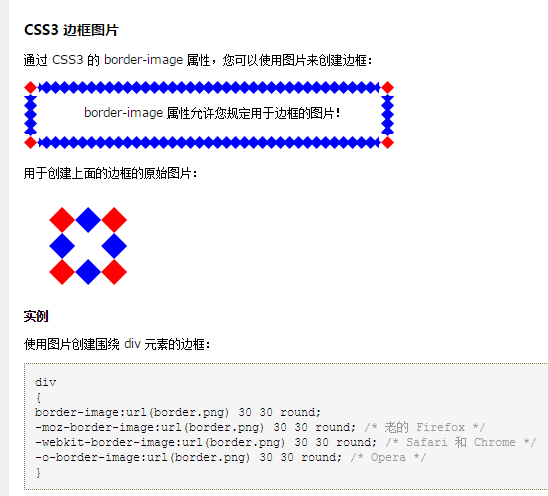 CSS3 边框图片
通过 CSS3 的 border-image 属性，您可以使用图片来创建边框：
border-image 属性允许您规定用于边框的图片！
用于创建上面的边框的原始图片：
实例
使用图片创建围绕 div 元素的边框：
div
{
border-image:url(border.png) 30 30 round;
-moz-border-image:url(border.png) 30 30 round; /* 老的 Firefox */
-webkit-border-image:url(border.png) 30 30 round; /* Safari 和 Chrome */
-o-border-image:url(border.png) 30 30 round; /* Opera */
}